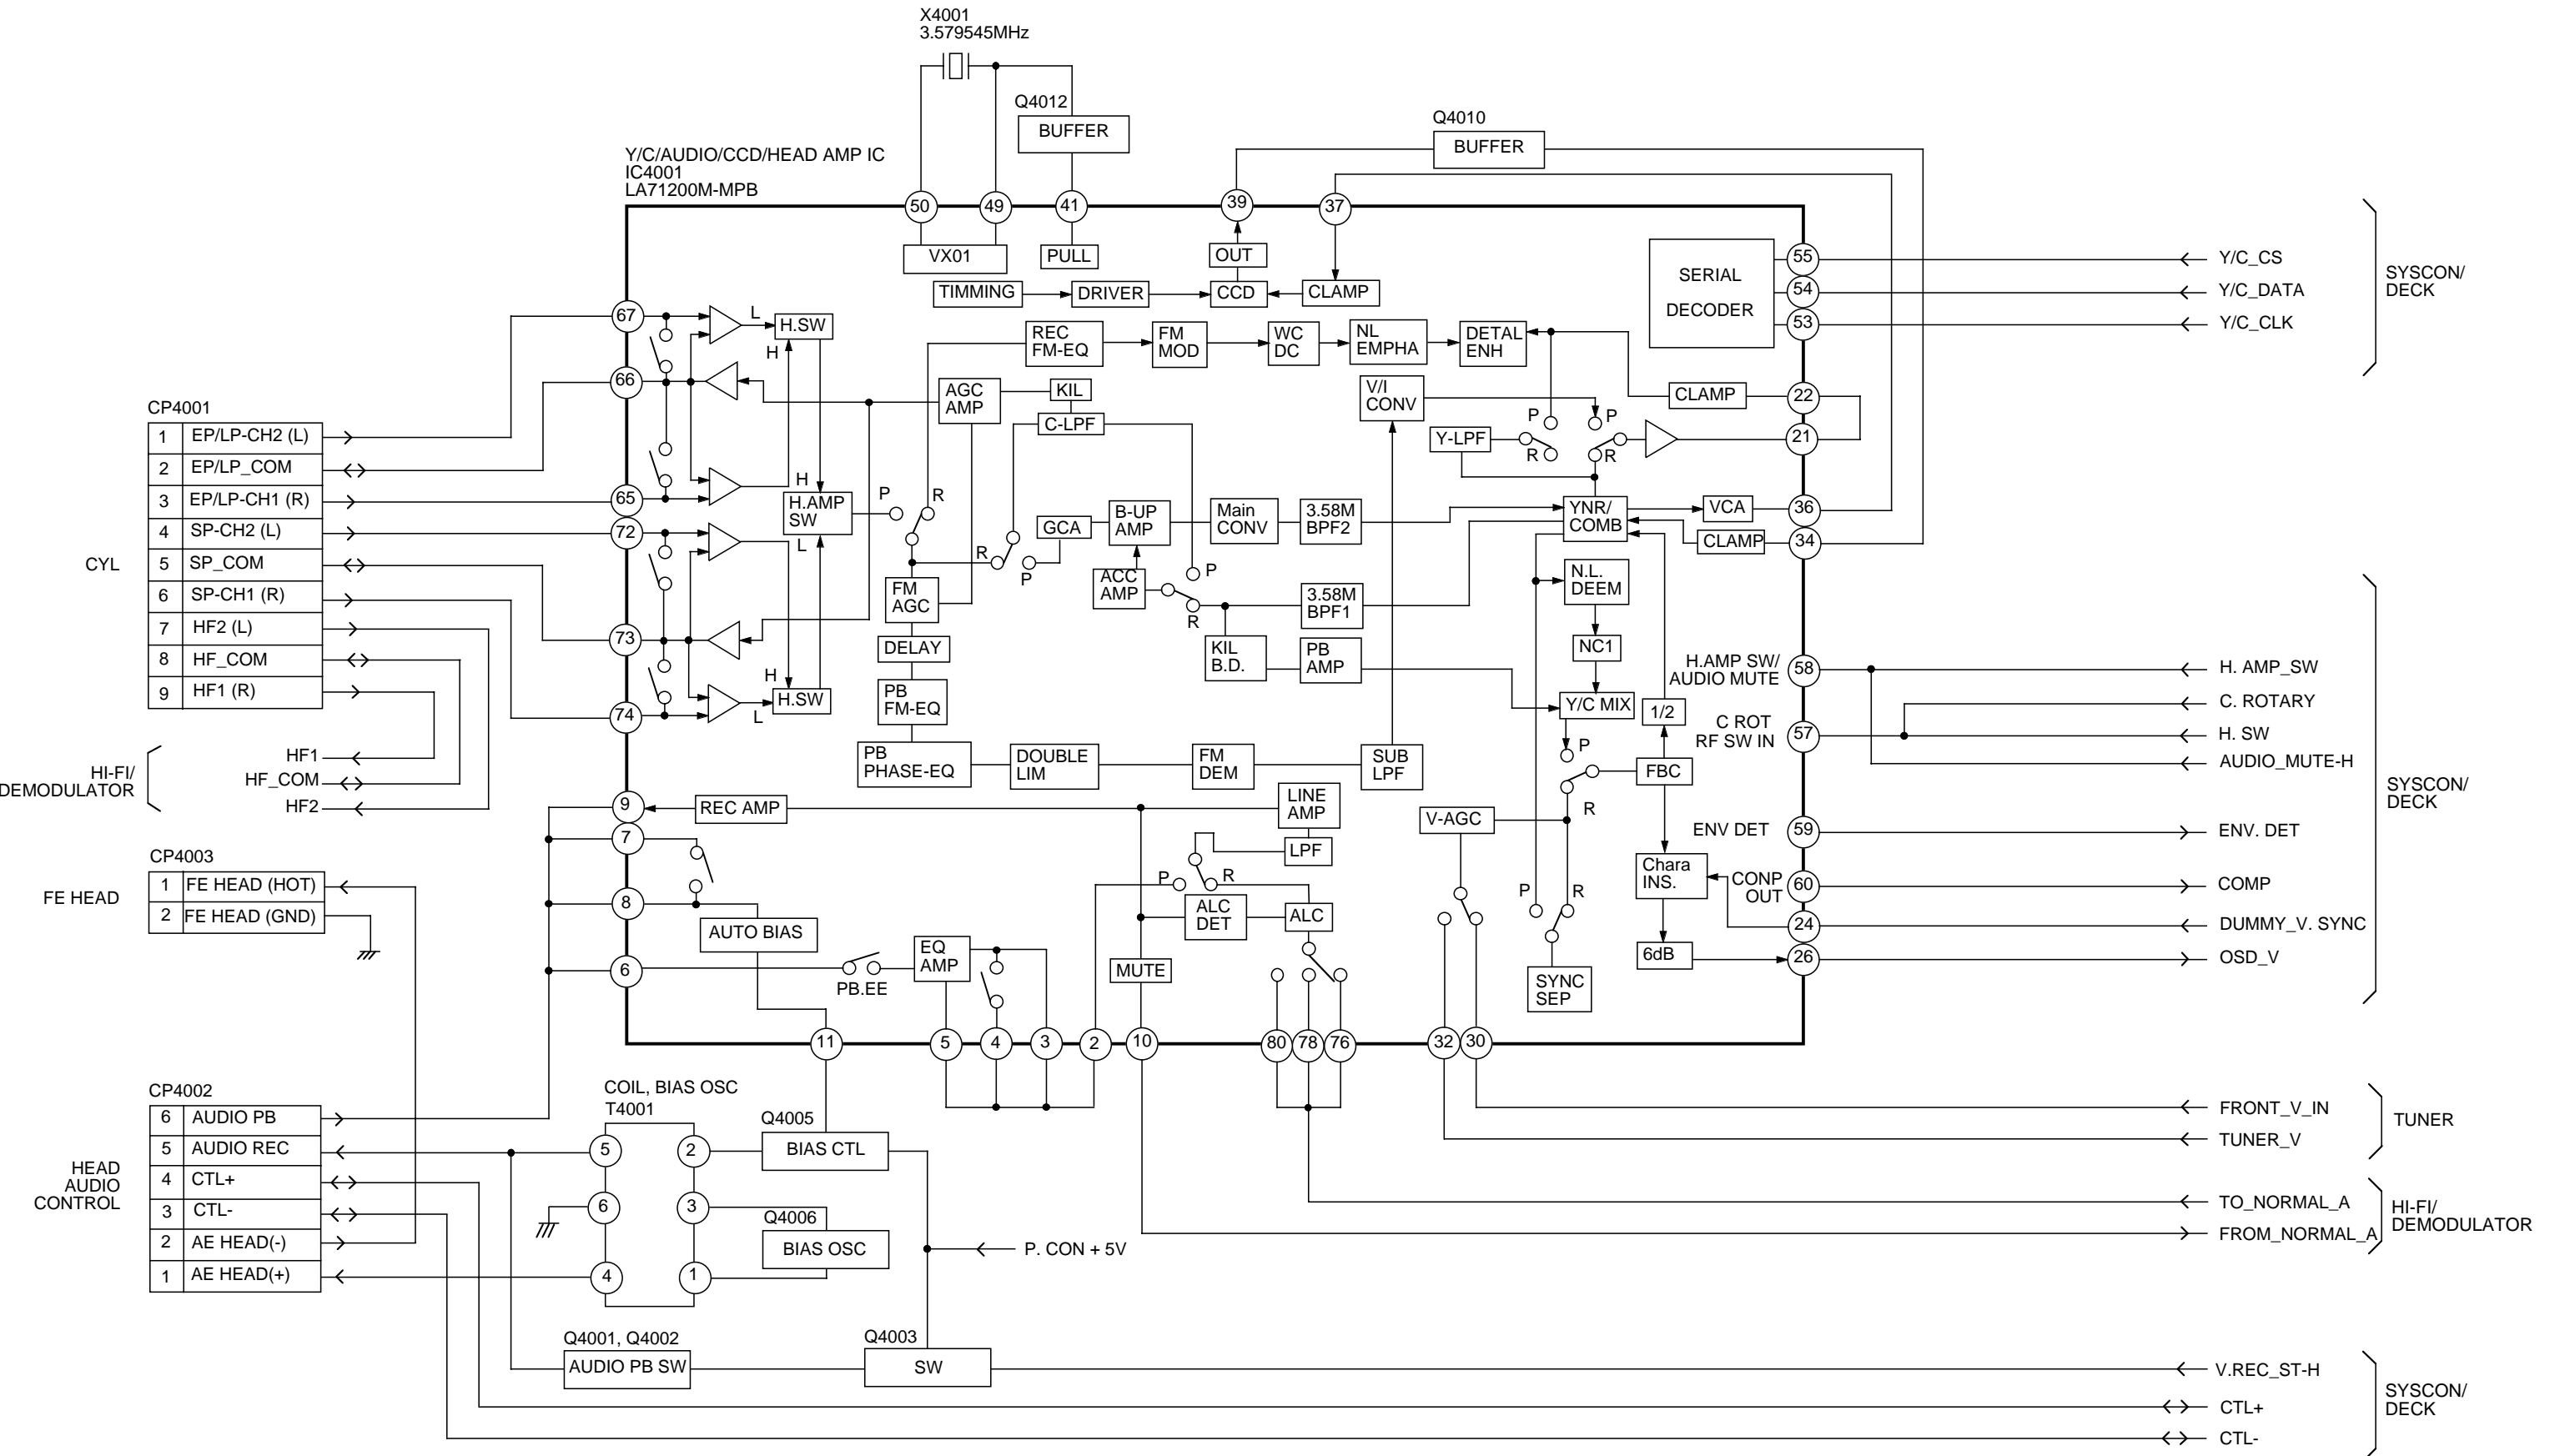 X4001
3.579545MHz
Q4012
BUFFER
Q4010
BUFFER
Y/C/AUDIO/CCD/HEAD AMP IC
IC4001
LA71200M-MPB
50
49
41
39
37
VX01
PULL
OUT
TIMMING
DRIVER
CCD
CLAMP
SERIAL
DECODER
55
54
53
Y/C_CS
Y/C_DATA
Y/C_CLK
SYSCON/
DECK
67
66
65
72
73
74
L
H.SW
H
H
H.AMP
SW
L
H
H.SW
L
P
R
REC
FM-EQ
FM
MOD
WC
DC
NL
EMPHA
DETAL
ENH
AGC
AMP
KIL
C-LPF
V/I
CONV
CLAMP
22
21
P
P
Y-LPF
R
R
GCA
B-UP
AMP
Main
CONV
3.58M
BPF2
YNR/
COMB
VCA
36
CLAMP
34
R
P
FM
AGC
ACC
AMP
P
R
3.58M
BPF1
N.L.
DEEM
DELAY
KIL
B.D.
PB
AMP
NC1
PB
FM-EQ
Y/C MIX
1/2
PB
PHASE-EQ
DOUBLE
LIM
FM
DEM
SUB
LPF
P
R
FBC
H.AMP SW/
AUDIO MUTE
58
C ROT
RF SW IN
57
H. AMP_SW
C. ROTARY
H. SW
AUDIO_MUTE-H
ENV DET
59
ENV. DET
CONP
OUT
60
COMP
24
DUMMY_V. SYNC
26
OSD_V
SYSCON/
DECK
CP4001
1 EP/LP-CH2 (L)
2 EP/LP_COM
3 EP/LP-CH1 (R)
4 SP-CH2 (L)
5 SP_COM
6 SP-CH1 (R)
7 HF2 (L)
8 HF_COM
9 HF1 (R)
CYL
HF1
HF_COM
HF2
HI-FI/
DEMODULATOR
CP4003
1 FE HEAD (HOT)
2 FE HEAD (GND)
FE HEAD
9
7
8
6
REC AMP
AUTO BIAS
PB.EE
EQ
AMP
LINE
AMP
LPF
P
R
ALC
DET
ALC
MUTE
V-AGC
P
R
SYNC
SEP
Chara
INS.
6dB
11
5
4
3
2
10
80
78
76
32
30
CP4002
6 AUDIO PB
5 AUDIO REC
4 CTL+
3 CTL-
2 AE HEAD(-)
1 AE HEAD(+)
HEAD
AUDIO
CONTROL
COIL, BIAS OSC
T4001
5
2
6
3
4
1
Q4005
BIAS CTL
Q4006
BIAS OSC
P. CON + 5V
Q4001, Q4002
AUDIO PB SW
Q4003
SW
FRONT_V_IN
TUNER_V
TUNER
TO_NORMAL_A
FROM_NORMAL_A
HI-FI/
DEMODULATOR
V.REC_ST-H
CTL+
CTL-
SYSCON/
DECK